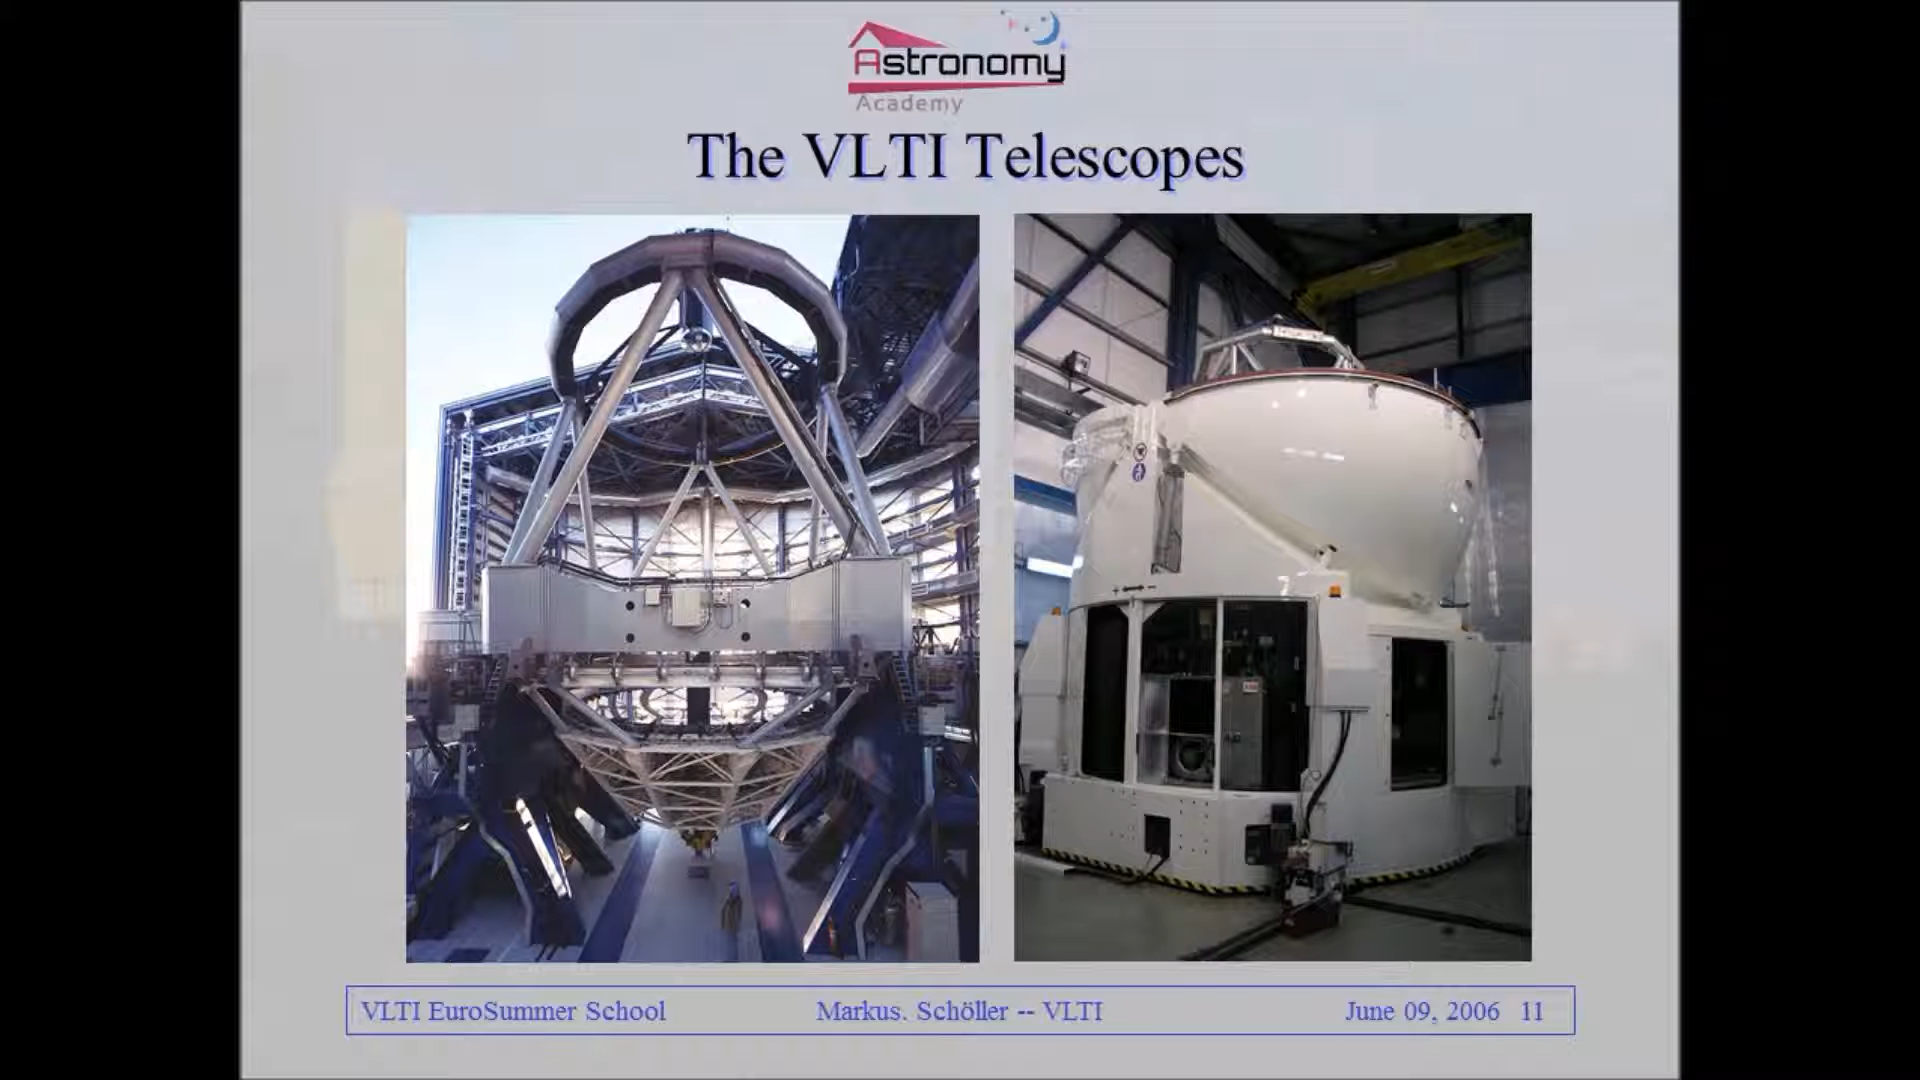 Astronomy
Academy
The VLTI Telescopes
VLTI EuroSummer School
Markus. Schöller -- VLTI
June 09, 2006 11